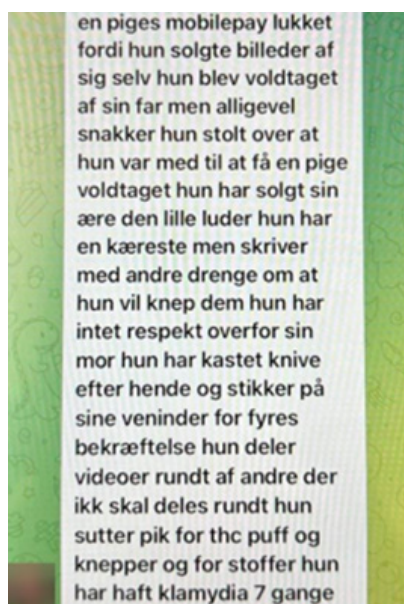 en piges mobilepay lukket
fordi hun solgte billeder af
sig selv hun blev voldtaget
af sin far men alligevel
snakker hun stolt over at
hun var med til at få en pige
voldtaget hun har solgt sin
ære den lille luder hun har
en kæreste men skriver
med andre drenge om at
hun vil knep dem hun har
intet respekt overfor sin
mor hun har kastet knive
efter hende og stikker på
sine veninder for fyres
bekræftelse hun deler
videoer rundt af andre der
ikk skal deles rundt hun
sutter pik for thc puff og
knepper og for stoffer hun
har haft klamydia 7 gange